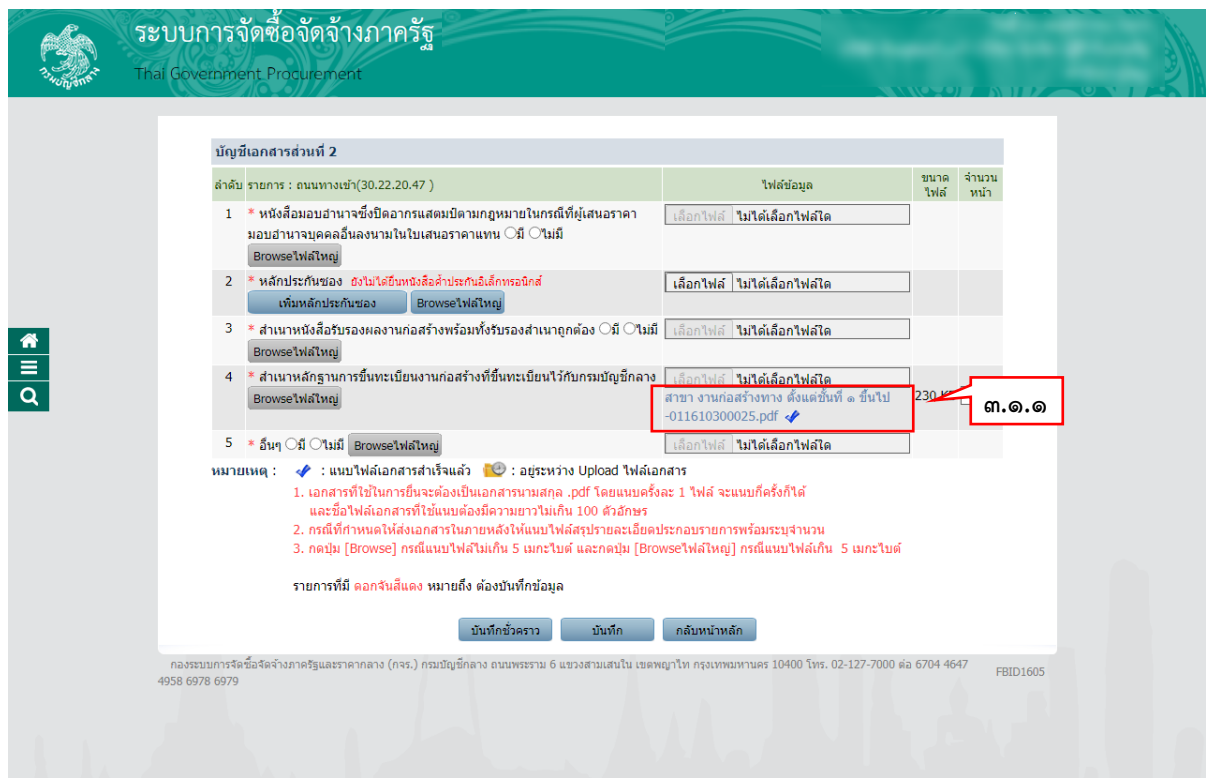 ระบบการจัดซื้อจัดจ้างภาครัฐ
Thai Government Procurement
กรมบัญชีกลาง
บัญชีเอกสารส่วนที่ 2
ลำดับ รายการ : ถนนทางเข้า(30.22.20.47 ) ไฟล์ข้อมูล ขนาดไฟล์ จำนวนหน้า
1 * หนังสือมอบอำนาจซึ่งปิดอากรแสตมป์ตามกฎหมายในกรณีที่ผู้เสนอราคา เลือกไฟล์ ไม่ได้เลือกไฟล์ใด
มอบอำนาจบุคคลอื่นลงนามในใบเสนอราคาแทน มี ไม่มี
Browseไฟล์ใหญ่
2 * หลักประกันซอง ยังไม่ได้ยื่นหนังสือค้ำประกันอิเล็กทรอนิกส์ เลือกไฟล์ ไม่ได้เลือกไฟล์ใด
เพิ่มหลักประกันซอง Browseไฟล์ใหญ่
3 * สำเนาหนังสือรับรองผลงานก่อสร้างพร้อมทั้งรับรองสำเนาถูกต้อง มี ไม่มี เลือกไฟล์ ไม่ได้เลือกไฟล์ใด
Browseไฟล์ใหญ่
4 * สำเนาหลักฐานการขึ้นทะเบียนงานก่อสร้างที่ขึ้นทะเบียนไว้กับกรมบัญชีกลาง เลือกไฟล์ ไม่ได้เลือกไฟล์ใด
Browseไฟล์ใหญ่ สาขา งานก่อสร้างทาง ตั้งแต่ชั้นที่ ๑ ขึ้นไป 230
-011610300025.pdf
๓.๑.๑
5 * อื่นๆ มี ไม่มี Browseไฟล์ใหญ่ เลือกไฟล์ ไม่ได้เลือกไฟล์ใด
หมายเหตุ : : แนบไฟล์เอกสารสำเร็จแล้ว : อยู่ระหว่าง Upload ไฟล์เอกสาร
1. เอกสารที่ใช้ในการยื่นจะต้องเป็นเอกสารนามสกุล .pdf โดยแนบครั้งละ 1 ไฟล์ จะแนบกี่ครั้งก็ได้
และชื่อไฟล์เอกสารที่ใช้แนบต้องมีความยาวไม่เกิน 100 ตัวอักษร
2. กรณีที่กำหนดให้ส่งเอกสารในภายหลังให้แนบไฟล์สรุปรายละเอียดประกอบรายการพร้อมระบุจำนวน
3. กดปุ่ม [Browse] กรณีแนบไฟล์ไม่เกิน 5 เมกะไบต์ และกดปุ่ม [Browseไฟล์ใหญ่] กรณีแนบไฟล์เกิน 5 เมกะไบต์
รายการที่มี ดอกจันสีแดง หมายถึง ต้องบันทึกข้อมูล
บันทึกชั่วคราว บันทึก กลับหน้าหลัก
กองระบบการจัดซื้อจัดจ้างภาครัฐและราคากลาง (กจร.) กรมบัญชีกลาง ถนนพระราม 6 แขวงสามเสนใน เขตพญาไท กรุงเทพมหานคร 10400 โทร. 02-127-7000 ต่อ 6704 4647
4958 6978 6979
FBID1605